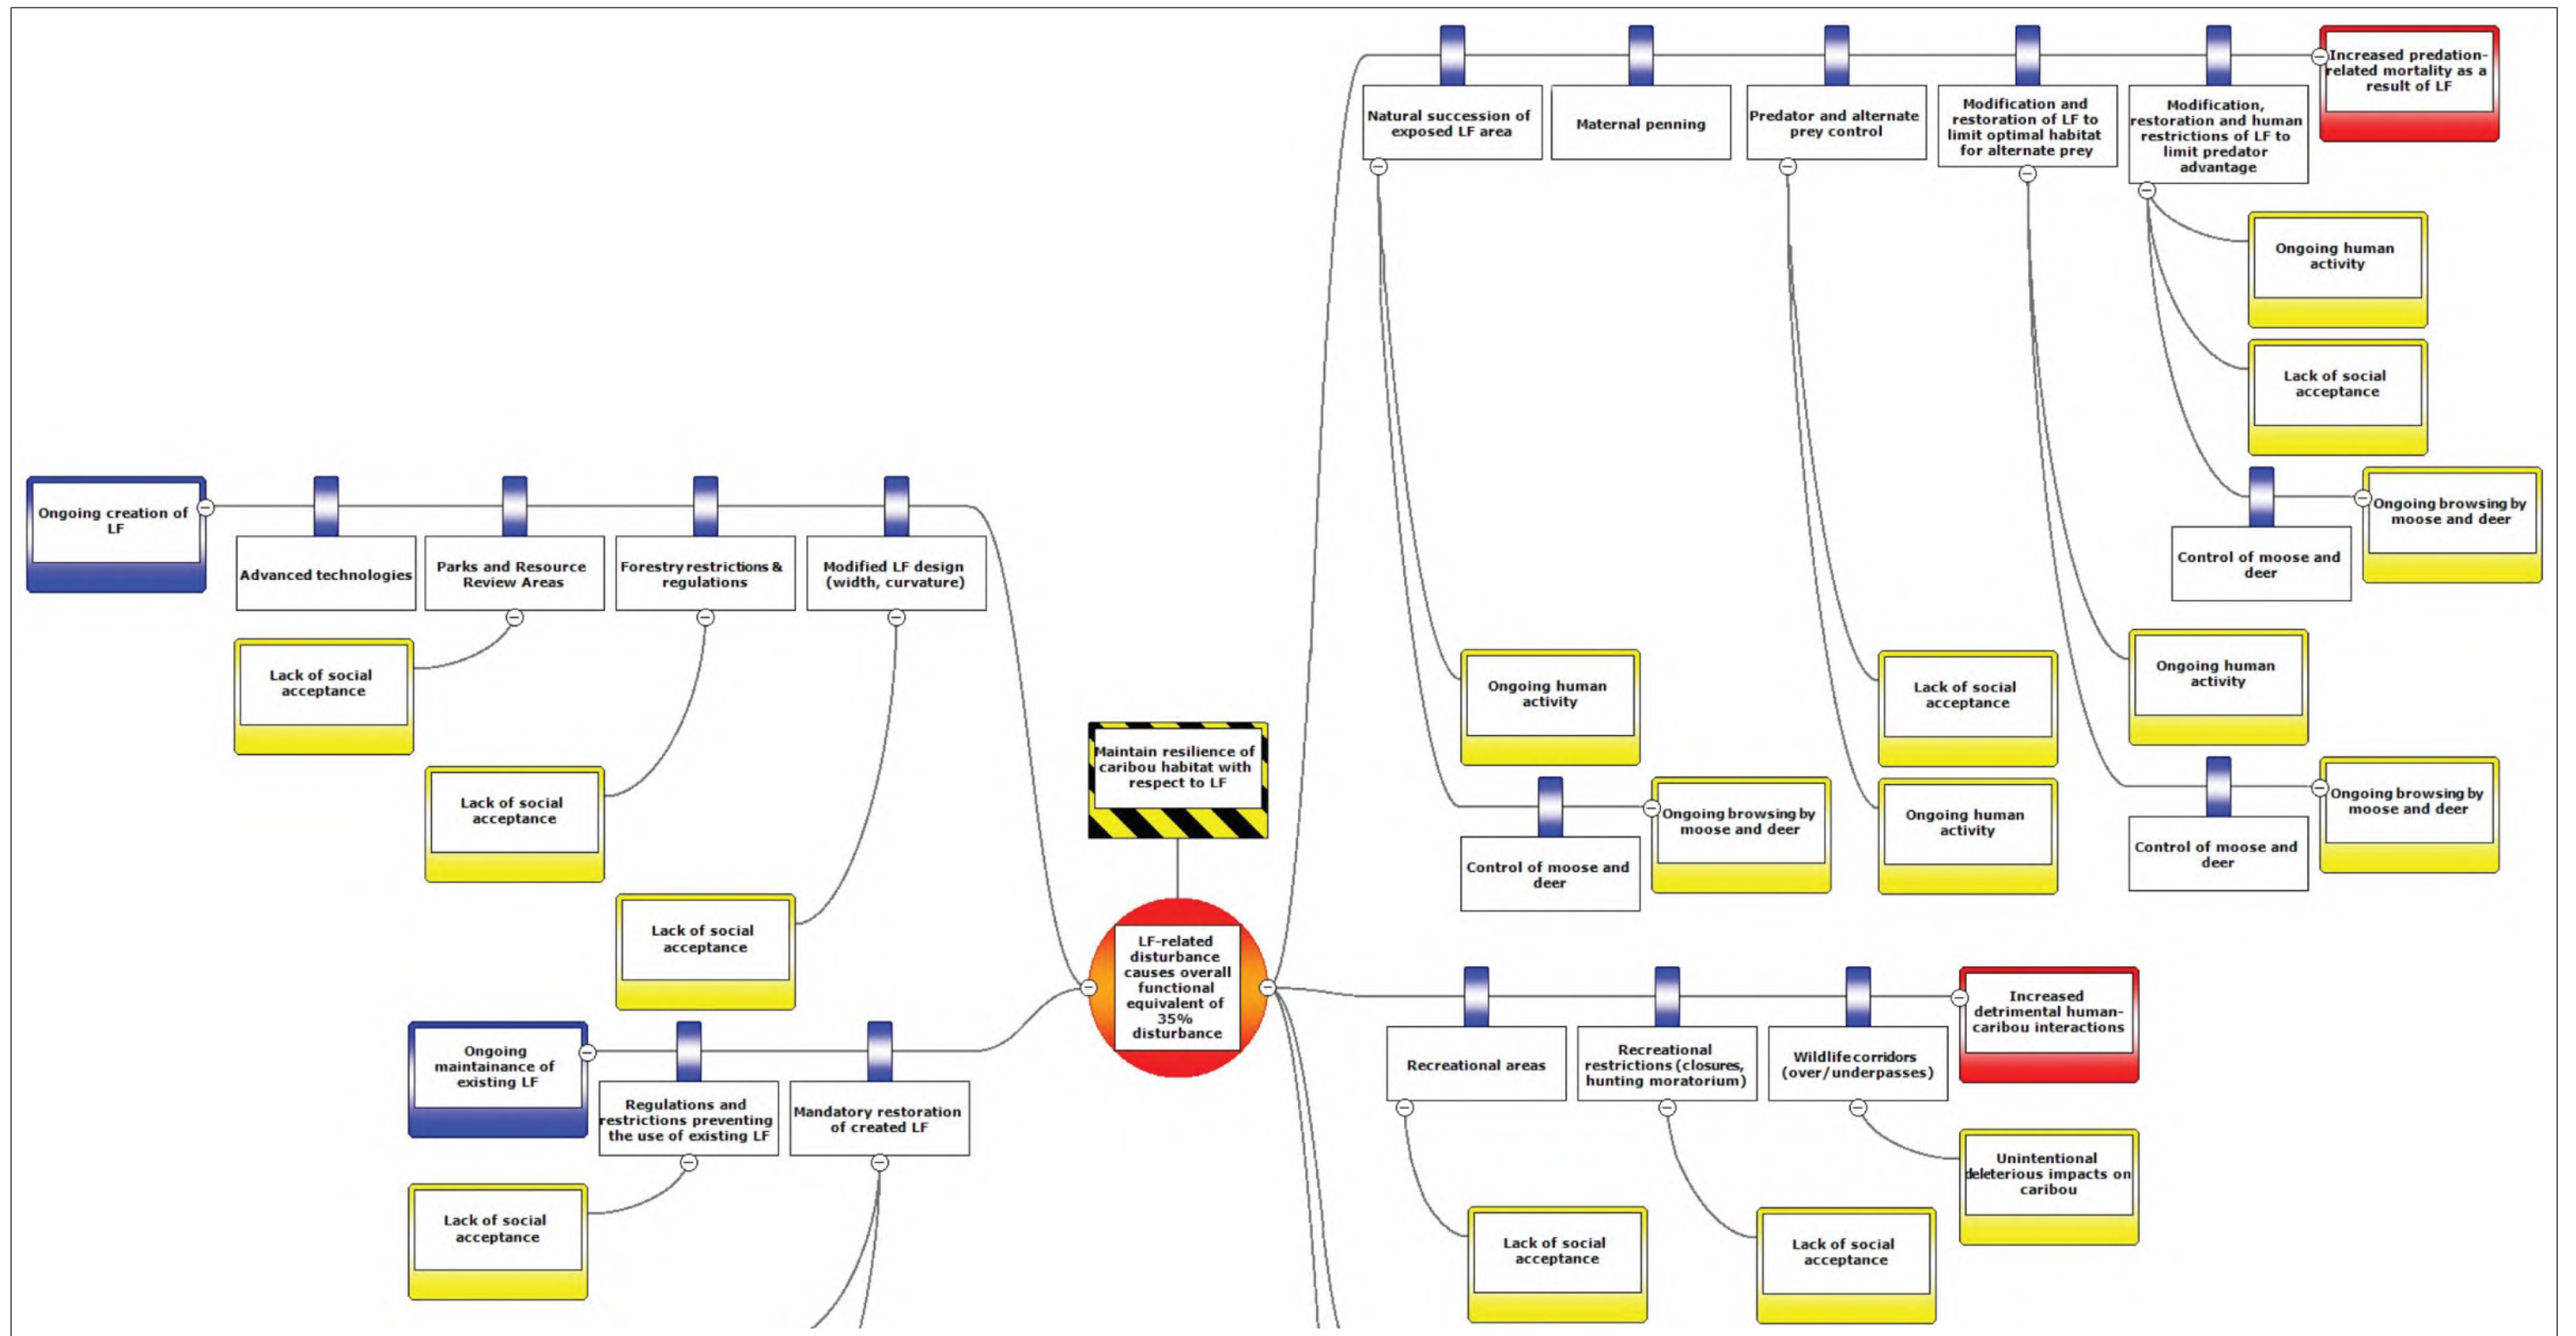 Increased predation-
related mortality as a
result of LF
Natural succession of
exposed LF area
Maternal penning
Predator and alternate
prey control
Modification and
restoration of LF to
limit optimal habitat
for alternate prey
Modification,
restoration and human
restrictions of LF to
limit predator
advantage
Ongoing human
activity
Lack of social
acceptance
Ongoing browsing by
moose and deer
Control of moose and
deer
Ongoing creation of
LF
Advanced technologies
Parks and Resource
Review Areas
Forestry restrictions &
regulations
Modified LF design
(width, curvature)
Lack of social
acceptance
Lack of social
acceptance
Lack of social
acceptance
Maintain resilience of
caribou habitat with
respect to LF
Ongoing human
activity
Ongoing browsing by
moose and deer
Control of moose and
deer
Lack of social
acceptance
Ongoing human
activity
Ongoing human
activity
Ongoing browsing by
moose and deer
Control of moose and
deer
LF-related
disturbance
causes overall
functional
equivalent of
35%
disturbance
Ongoing
maintainance of
existing LF
Regulations and
restrictions preventing
the use of existing LF
Mandatory restoration
of created LF
Lack of social
acceptance
Increased
detrimental human-
caribou interactions
Recreational areas
Recreational
restrictions (closures,
hunting moratorium)
Wildlife corridors
(over/underpasses)
Unintentional
deleterious impacts on
caribou
Lack of social
acceptance
Lack of social
acceptance